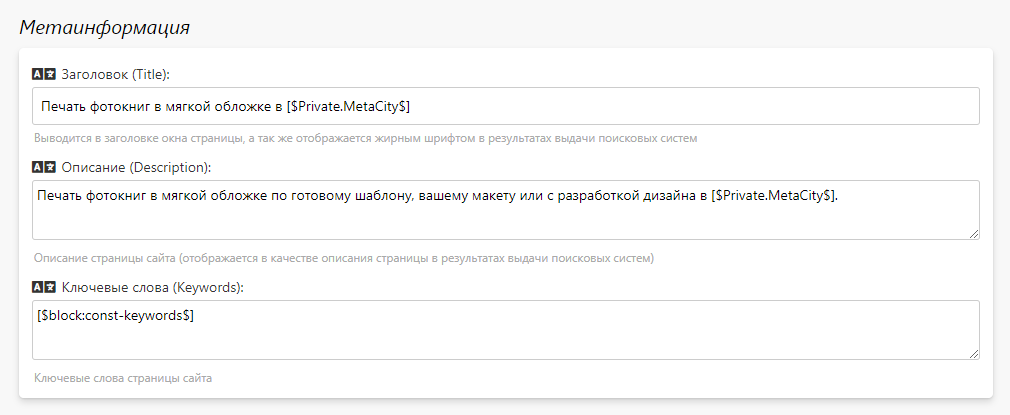 Метаинформация
Заголовок (Title):
Печать фотокниг в мягкой обложке в [$Private.MetaCity$]
Выводится в заголовке окна страницы, а так же отображается жирным шрифтом в результатах выдачи поисковых систем
Описание (Description):
Печать фотокниг в мягкой обложке по готовому шаблону, вашему макету или с разработкой дизайна в [$Private.MetaCity$].
Описание страницы сайта (отображается в качестве описания страницы в результатах выдачи поисковых систем)
Ключевые слова (Keywords):
[$block:const-keywords$]
Ключевые слова страницы сайта